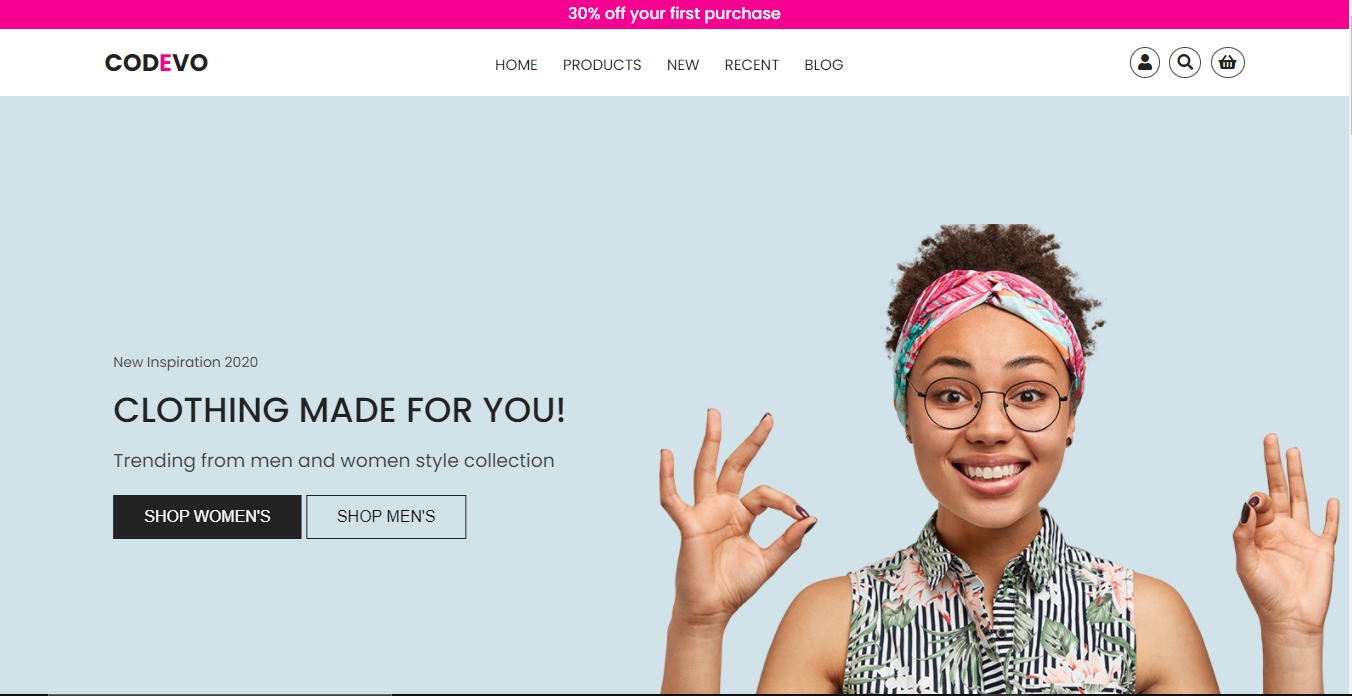 30% off your first purchase
CODEVO
HOME PRODUCTS NEW RECENT BLOG
New Inspiration 2020
CLOTHING MADE FOR YOU!
Trending from men and women style collection
SHOP WOMEN'S SHOP MEN'S